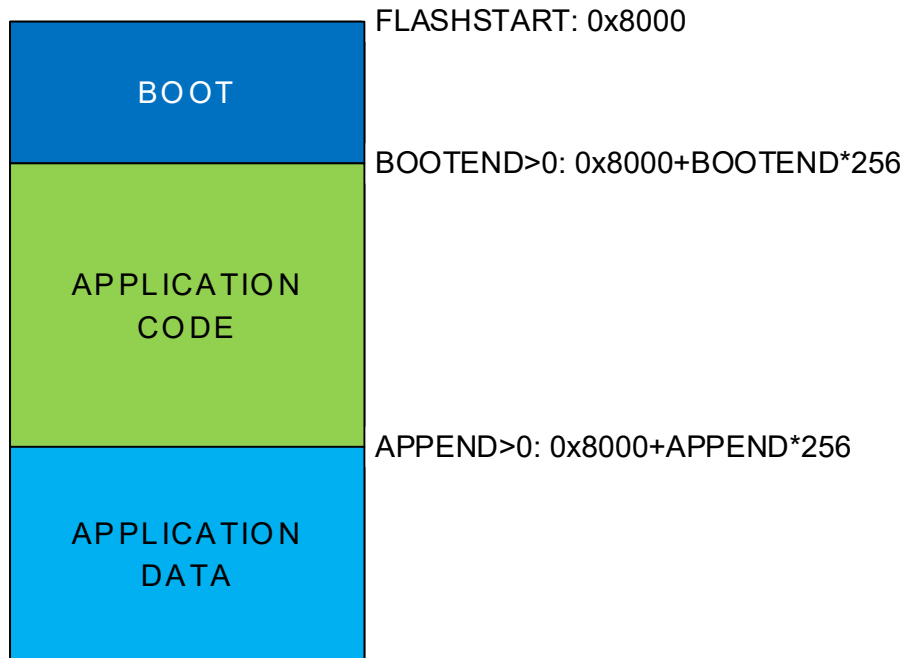 FLASHSTART: 0x8000
BOOT
BOOTEND>0: 0x8000+BOOTEND*256
APPLICATION
CODE
APPEND>0: 0x8000+APPEND*256
APPLICATION
DATA